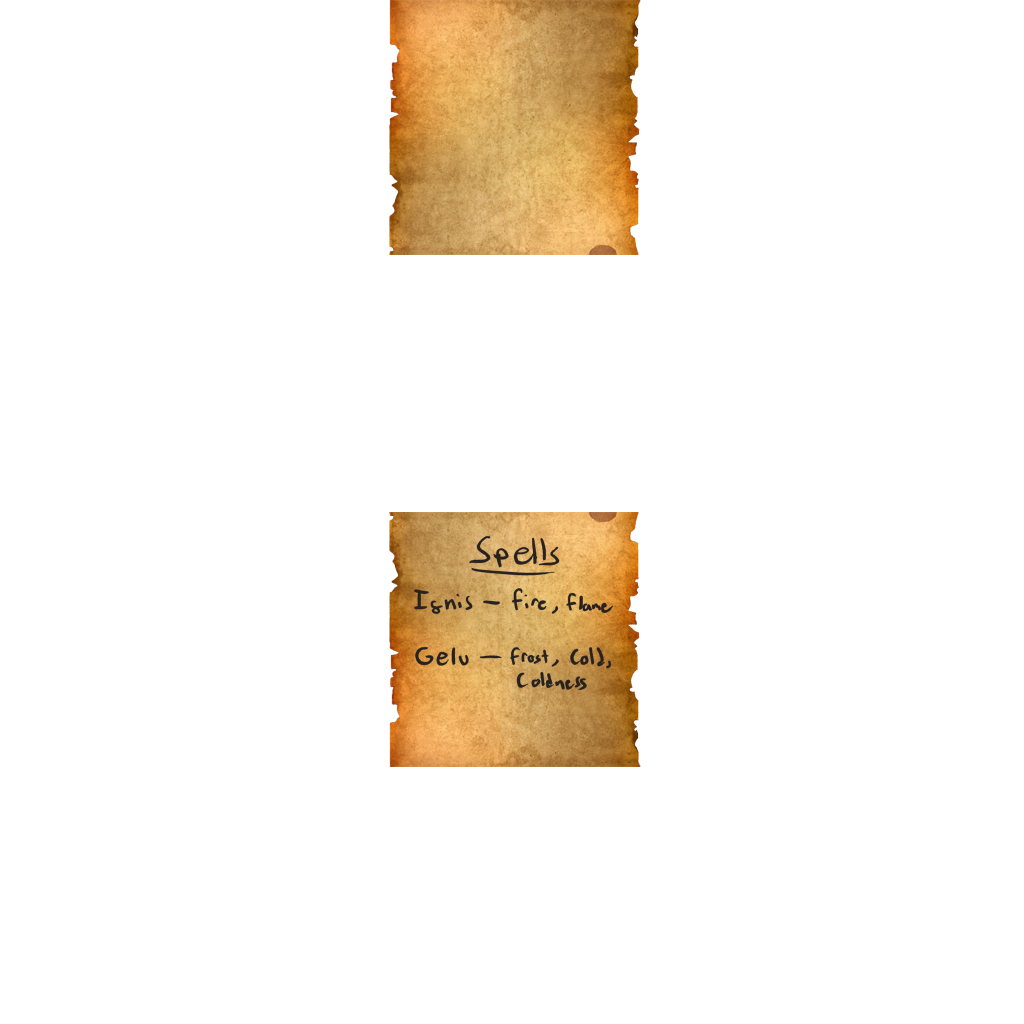 Spells
Ignis - fire, flame
Gelu - frost, Cold,
Coldness